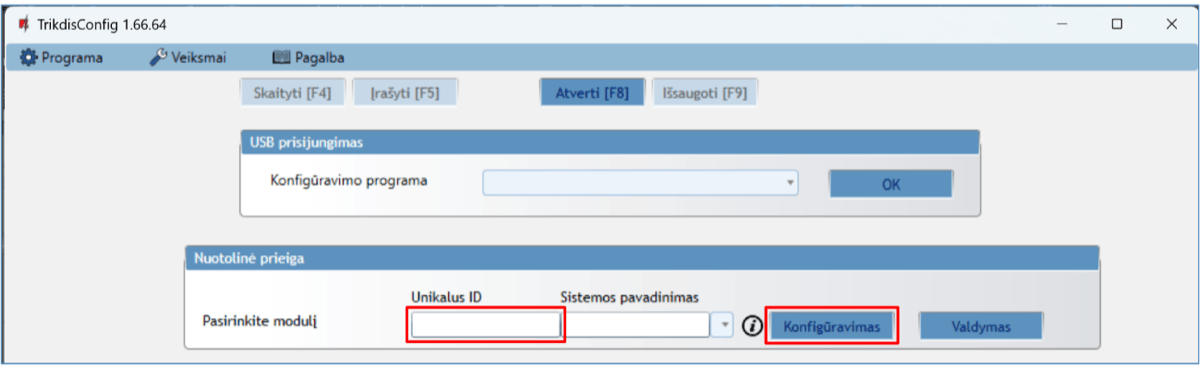 TrikdisConfig 1.66.64
Programa Veiksmai Pagalba
Skaityti [F4] Įrašyti [F5] Atverti [F8] Išsaugoti [F9]
USB prisijungimas
Konfigūravimo programa OK
Nuotolinė prieiga
Unikalus ID Sistemos pavadinimas
Pasirinkite modulį i Konfigūravimas Valdymas